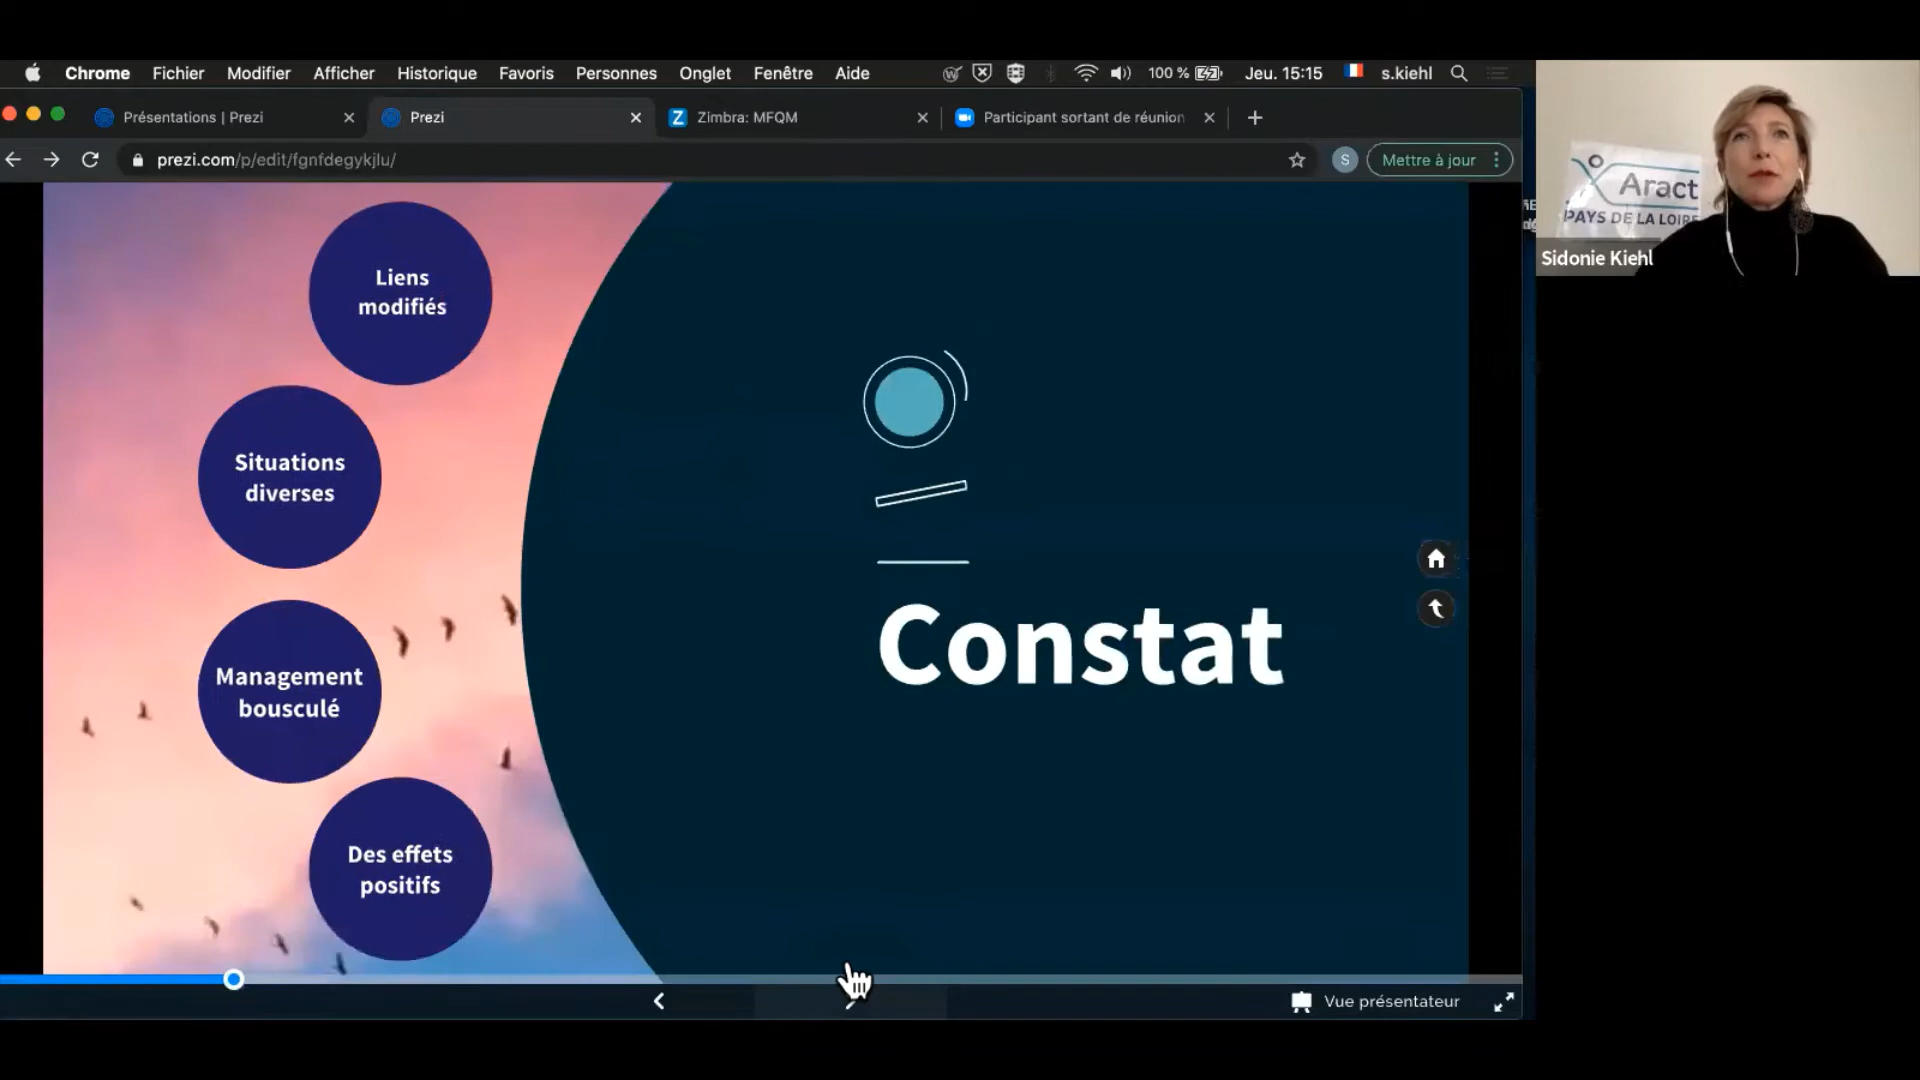 Chrome Fichier Modifier Afficher Historique Favoris Personnes Onglet Fenêtre Aide 100 % Jeu. 15:15 s.kiehl
Présentations | Prezi
Prezi
Zimbra: MFQM
Participant sortant de réunion
prezi.com/p/edit/fgnfdegykjlu/
S
Mettre à jour
Aract
PAYS DE LA LOIRE
Sidonie Kiehl
Liens
modifiés
Situations
diverses
Management
bousculé
Des effets
positifs
Constat
Vue présentateur